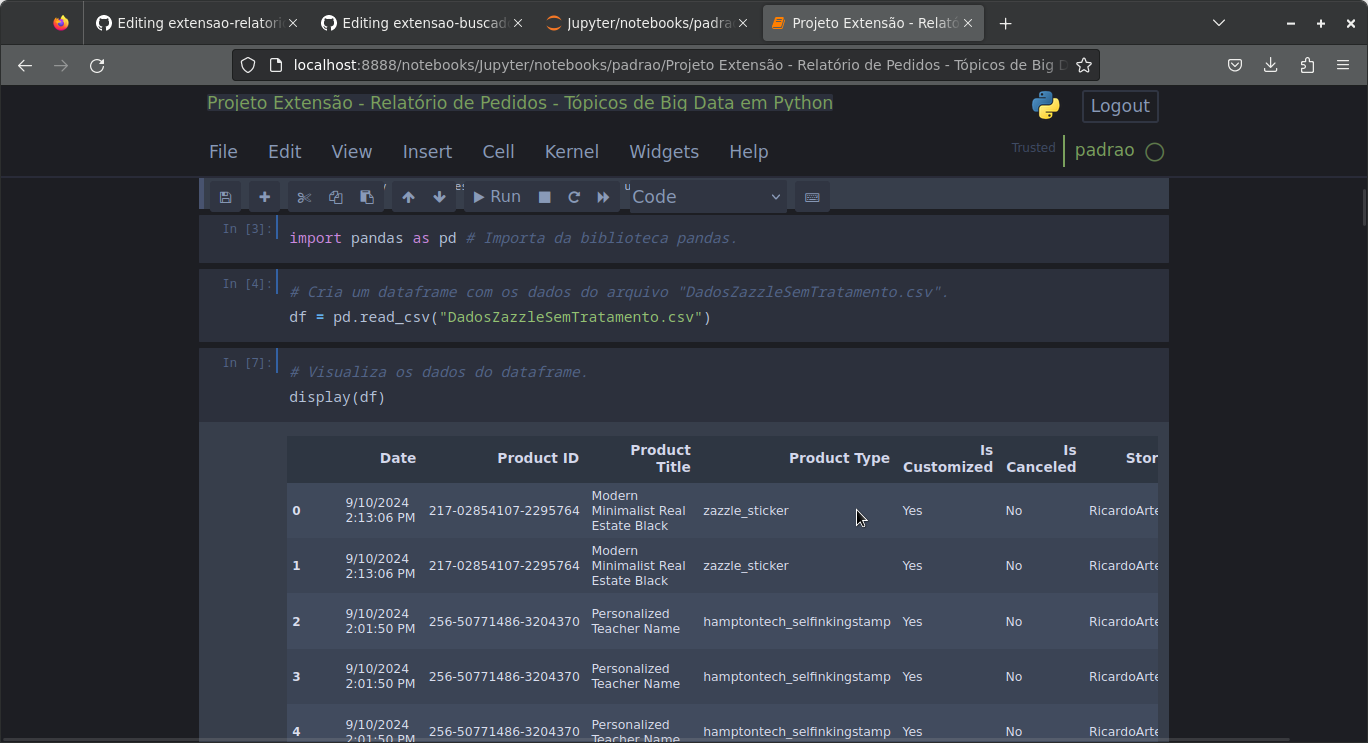 Editing extensao-relatori
Editing extensao-buscad
Jupyter/notebooks/padra
Projeto Extensão - Relató
localhost:8888/notebooks/Jupyter/notebooks/padrao/Projeto Extensão - Relatório de Pedidos - Tópicos de Big D
Projeto Extensão - Relatório de Pedidos - Tópicos de Big Data em Python
Logout
File Edit View Insert Cell Kernel Widgets Help
Trusted
padrao
Run
Code
In [3]:
import pandas as pd # Importa da biblioteca pandas.
In [4]:
# Cria um dataframe com os dados do arquivo "DadosZazzleSemTratamento.csv".
df = pd.read_csv("DadosZazzleSemTratamento.csv")
In [7]:
# Visualiza os dados do dataframe.
display(df)
Date Product ID Product Title Product Type Is Customized Is Canceled Stor
0 9/10/2024 2:13:06 PM 217-02854107-2295764 Modern Minimalist Real Estate Black zazzle_sticker Yes No RicardoArte
1 9/10/2024 2:13:06 PM 217-02854107-2295764 Modern Minimalist Real Estate Black zazzle_sticker Yes No RicardoArte
2 9/10/2024 2:01:50 PM 256-50771486-3204370 Personalized Teacher Name hamptontech_selfinkingstamp Yes No RicardoArte
3 9/10/2024 2:01:50 PM 256-50771486-3204370 Personalized Teacher Name hamptontech_selfinkingstamp Yes No RicardoArte
4 9/10/2024 2:01:50 PM 256-50771486-3204370 Personalized Teacher Name hamptontech_selfinkingstamp Yes No RicardoArte